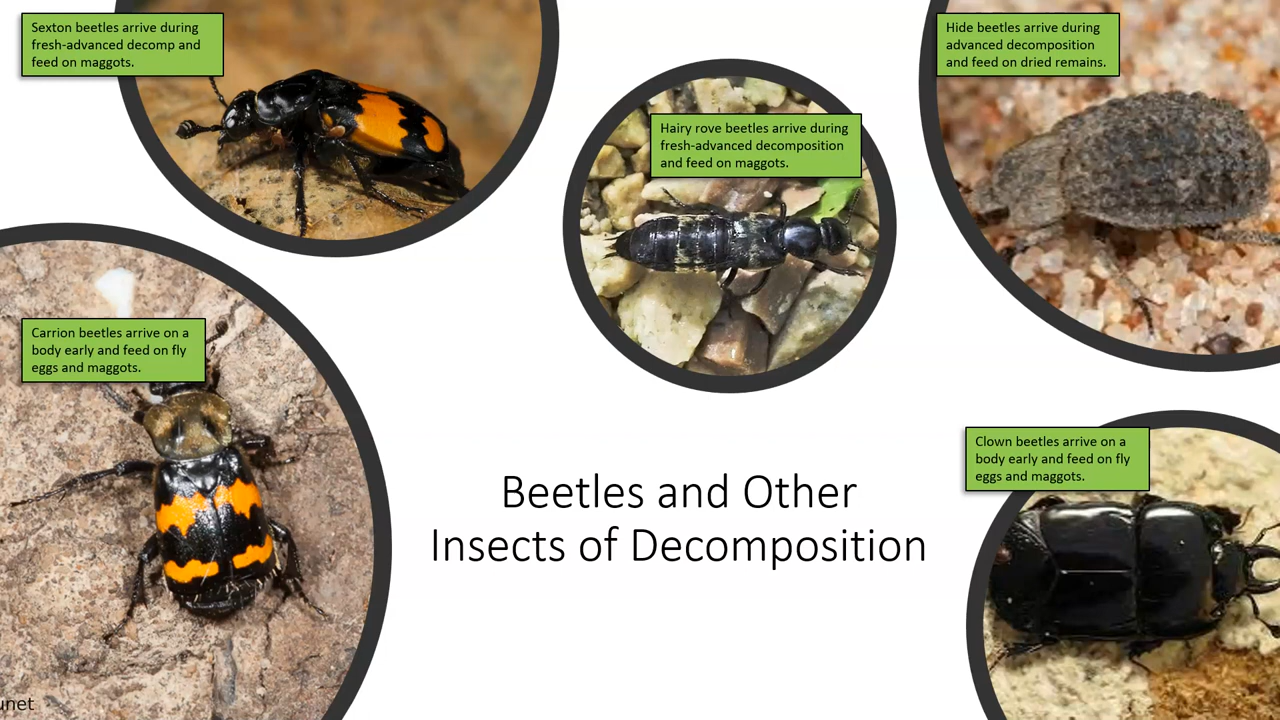 Sexton beetles arrive during
fresh-advanced decomp and
feed on maggots.
Hide beetles arrive during
advanced decomposition
and feed on dried remains.
Hairy rove beetles arrive during
fresh-advanced decomposition
and feed on maggots.
Carrion beetles arrive on a
body early and feed on fly
eggs and maggots.
Clown beetles arrive on a
body early and feed on fly
eggs and maggots.
Beetles and Other
Insects of Decomposition